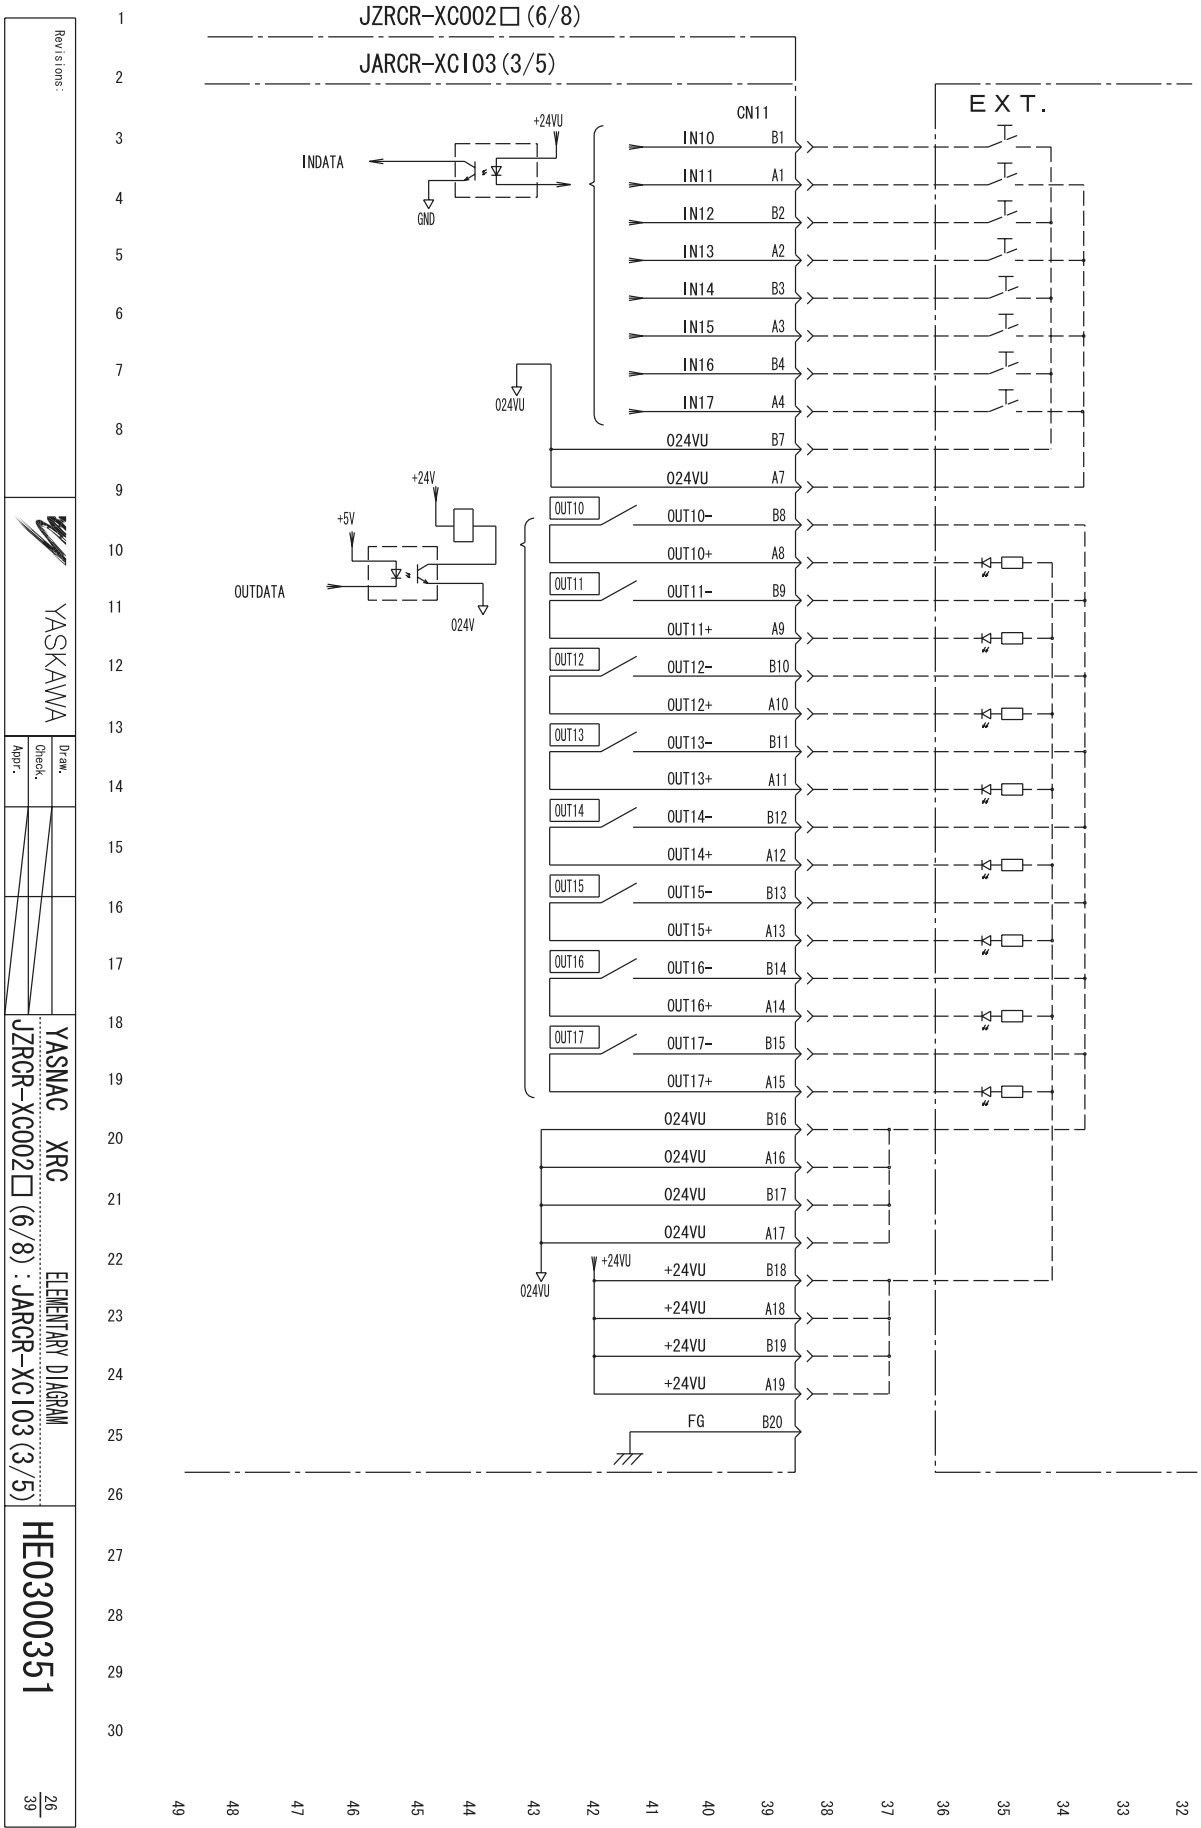 JZRCR-XCO02□(6/8)
JARCR-XCI03(3/5)
EXT.
CN11
INDATA
+24VU
GND
IN10 B1
IN11 A1
IN12 B2
IN13 A2
IN14 B3
IN15 A3
IN16 B4
IN17 A4
024VU
024VU B7
024VU A7
+24V
+5V
OUTDATA
024V
OUT10
OUT10- B8
OUT10+ A8
OUT11
OUT11- B9
OUT11+ A9
OUT12
OUT12- B10
OUT12+ A10
OUT13
OUT13- B11
OUT13+ A11
OUT14
OUT14- B12
OUT14+ A12
OUT15
OUT15- B13
OUT15+ A13
OUT16
OUT16- B14
OUT16+ A14
OUT17
OUT17- B15
OUT17+ A15
024VU B16
024VU A16
024VU B17
024VU A17
024VU
+24VU
+24VU B18
+24VU A18
+24VU B19
+24VU A19
FG B20
1
2
3
4
5
6
7
8
9
10
11
12
13
14
15
16
17
18
19
20
21
22
23
24
25
26
27
28
29
30
49 48 47 46 45 44 43 42 41 40 39 38 37 36 35 34 33 32
Revisions:
YASKAWA
Draw.
Check.
Appr.
YASNAC XRC ELEMENTARY DIAGRAM
JZRCR-XCO02□(6/8):JARCR-XCI03(3/5)
HE0300351
26
39